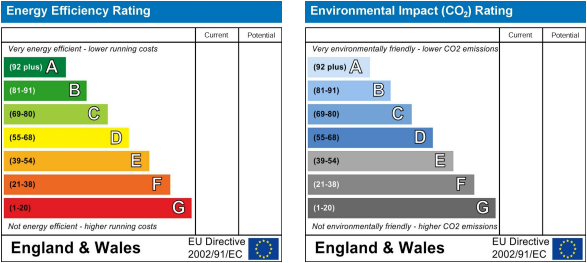 Energy Efficiency Rating
Current Potential
Very energy efficient - lower running costs
(92 plus) A
(81-91) B
(69-80) C
(55-68) D
(39-54) E
(21-38) F
(1-20) G
Not energy efficient - higher running costs
England & Wales
EU Directive
2002/91/EC
Environmental Impact (CO₂) Rating
Current Potential
Very environmentally friendly - lower CO2 emissions
(92 plus) A
(81-91) B
(69-80) C
(55-68) D
(39-54) E
(21-38) F
(1-20) G
Not environmentally friendly - higher CO2 emissions
England & Wales
EU Directive
2002/91/EC